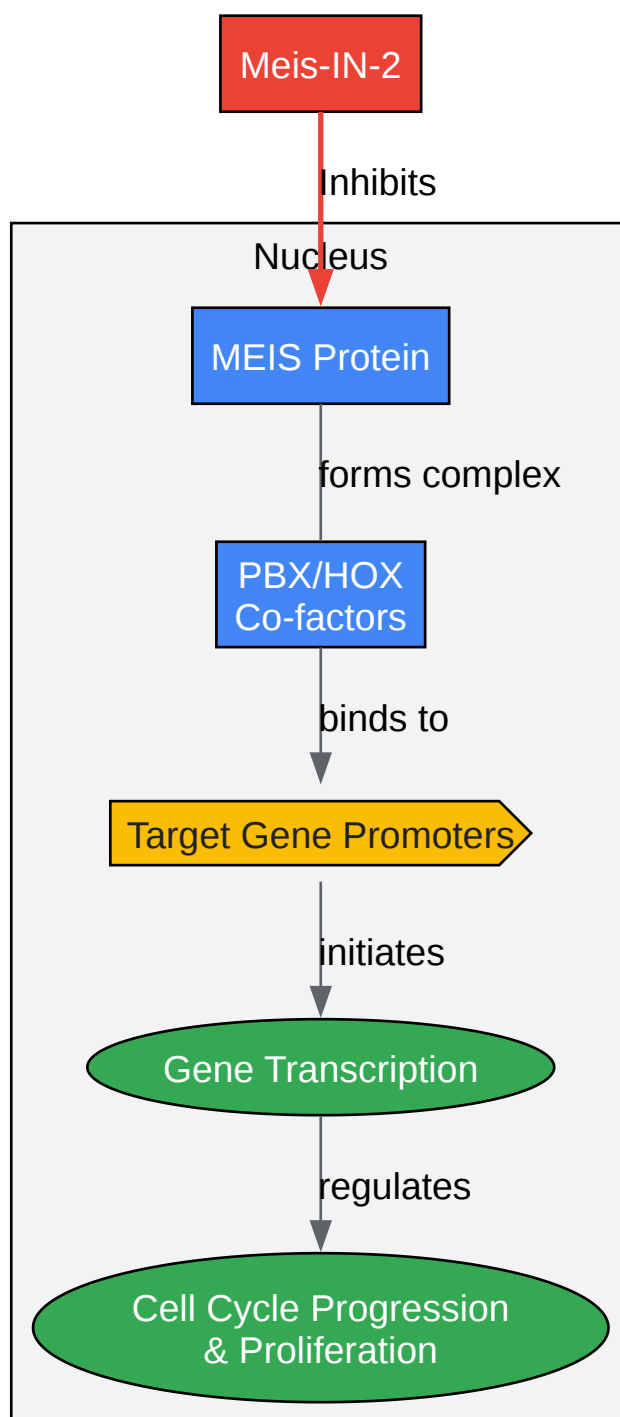 Meis-IN-2
Inhibits
Nucleus
MEIS Protein
forms complex
PBX/HOX
Co-factors
binds to
Target Gene Promoters
initiates
Gene Transcription
regulates
Cell Cycle Progression
& Proliferation